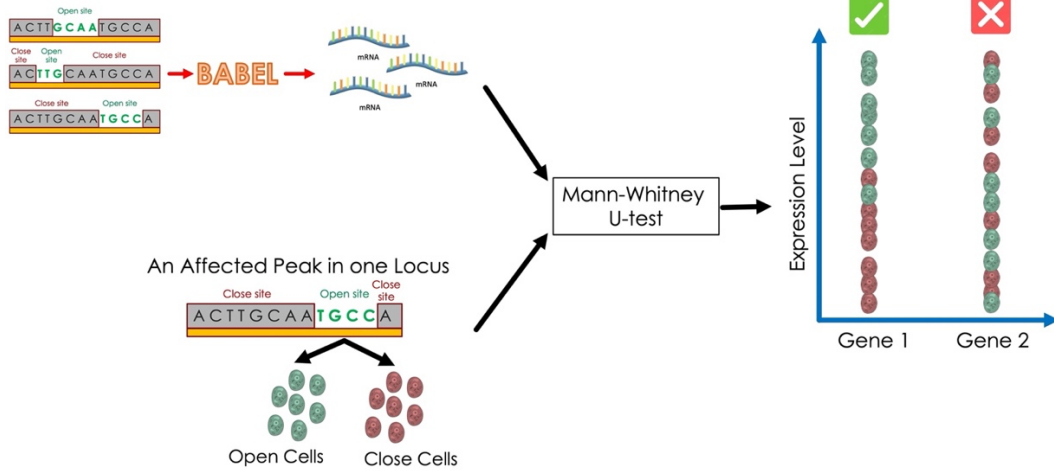 Open site
ACTTGCAATGCCA
Close site Open site Close site
ACTTGCAATGCCA
Close site Open site
ACTTGCAATGCCA
BABEL
mRNA
mRNA
mRNA
An Affected Peak in one Locus
Close site Open site Close site
ACTTGCAATGCCA
Open Cells Close Cells
Mann-Whitney
U-test
Expression Level
Gene 1 Gene 2